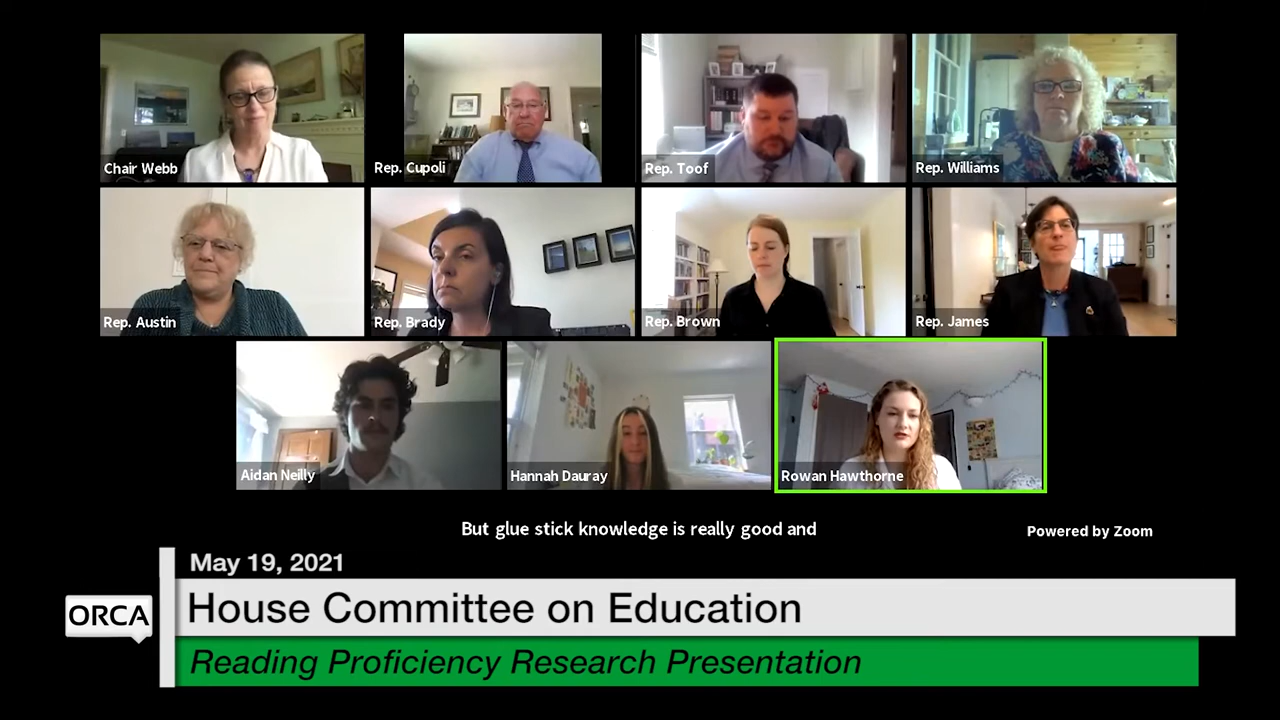 Chair Webb
Rep. Cupoli
Rep. Toof
Rep. Williams
Rep. Austin
Rep. Brady
Rep. Brown
Rep. James
Aidan Neilly
Hannah Dauray
Rowan Hawthorne
But glue stick knowledge is really good and
Powered by Zoom
May 19, 2021
ORCA
House Committee on Education
Reading Proficiency Research Presentation